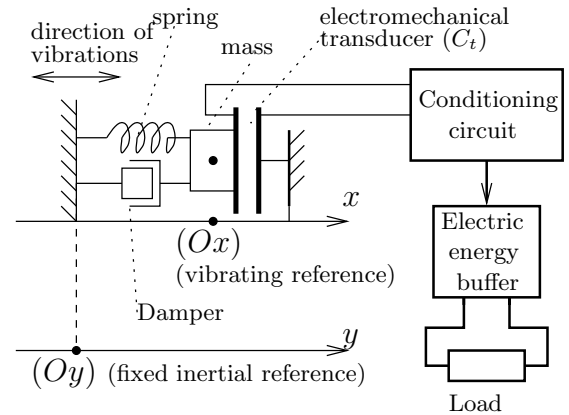 direction of
vibrations
spring
mass
electromechanical
transducer (C_t)
Conditioning
circuit
x
(Ox)
(vibrating reference)
Electric
energy
buffer
Damper
y
(Oy) (fixed inertial reference)
Load